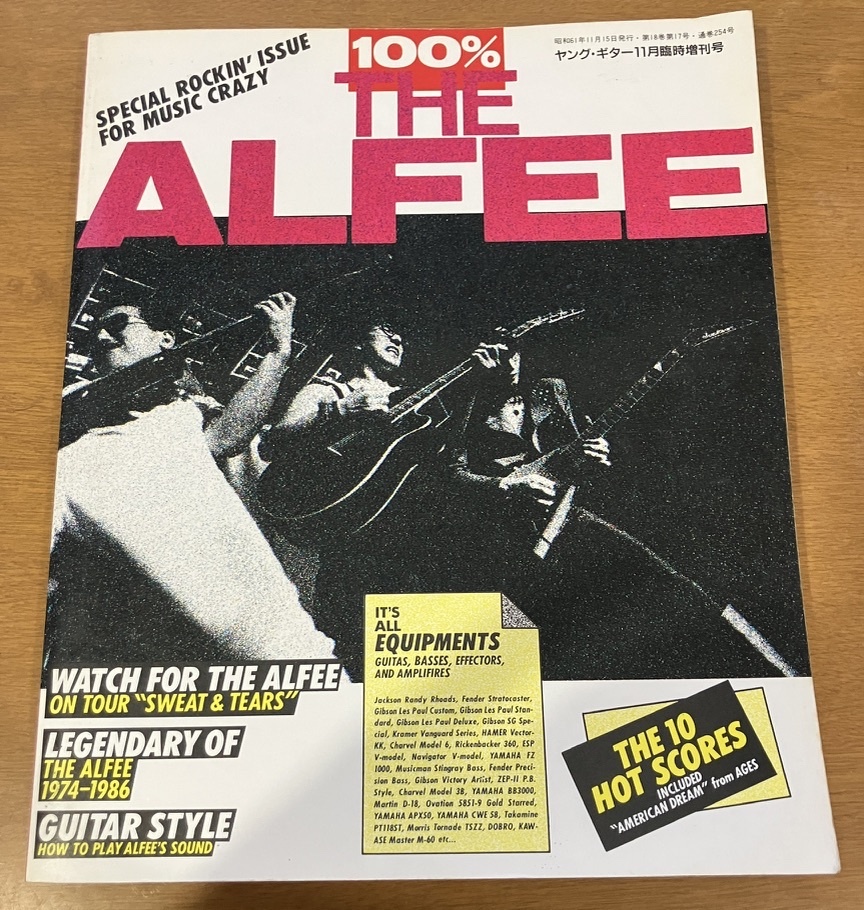 SPECIAL ROCKIN' ISSUE
FOR MUSIC CRAZY
100%
昭和61年11月15日発行・第18巻第17号・通巻254号
ヤング・ギター11月臨時増刊号
THE
ALFEE
WATCH FOR THE ALFEE
ON TOUR "SWEAT & TEARS"
LEGENDARY OF
THE ALFEE
1974–1986
GUITAR STYLE
HOW TO PLAY ALFEE'S SOUND
IT'S
ALL
EQUIPMENTS
GUITAS, BASSES, EFFECTORS,
AND AMPLIFIRES
Jackson Randy Rhoads, Fender Stratocaster,
Gibson Les Paul Custom, Gibson Les Paul Stan-
dard, Gibson Les Paul Deluxe, Gibson SG Spe-
cial, Kramer Vanguard Series, HAMER Vector-
KK, Charvel Model 6, Rickenbacker 360, ESP
V-model, Navigator V-model, YAMAHA FZ
1000, Musicman Stingray Bass, Fender Preci-
sion Bass, Gibson Victory Artist, ZEP-II P.B.
Style, Charvel Model 3B, YAMAHA BB3000,
Martin D-18, Ovation 5851-9 Gold Starred,
YAMAHA APX50, YAMAHA CWE 58, Takamine
PT118ST, Morris Tornade TSZZ, DOBRO, KAW-
ASE Master M-60 etc...
THE 10
HOT SCORES
INCLUDED
"AMERICAN DREAM" from AGES